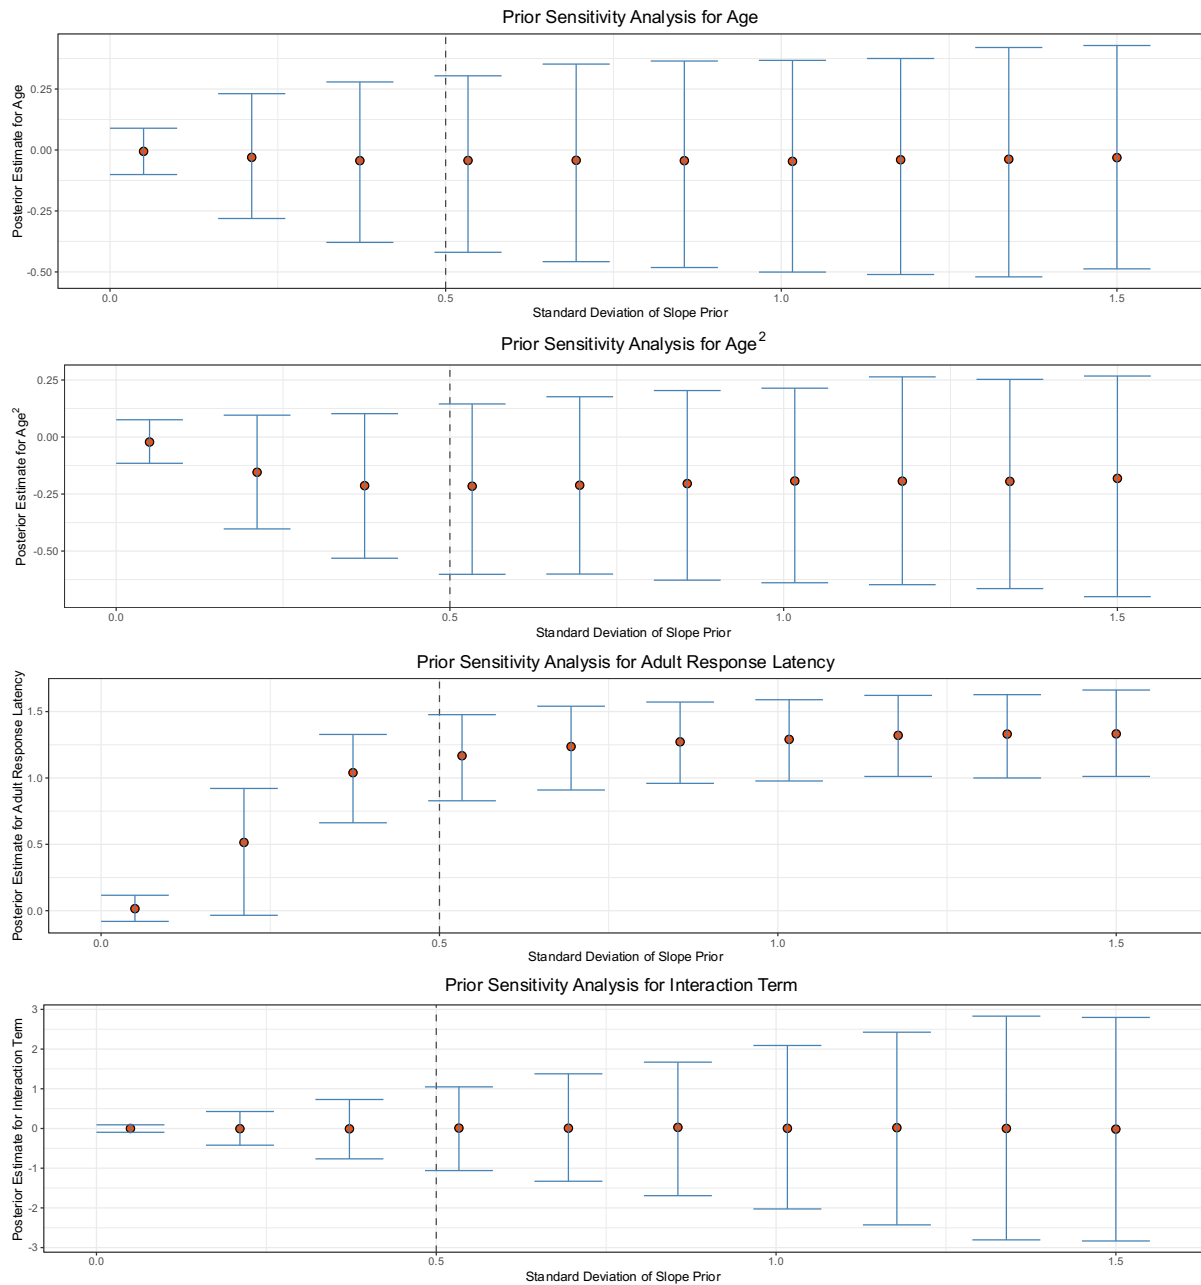 Prior Sensitivity Analysis for Age
Posterior Estimate for Age
0.25
0.00
-0.25
-0.50
0.0 0.5 1.0 1.5
Standard Deviation of Slope Prior
Prior Sensitivity Analysis for Age²
Posterior Estimate for Age²
0.25
0.00
-0.25
-0.50
0.0 0.5 1.0 1.5
Standard Deviation of Slope Prior
Prior Sensitivity Analysis for Adult Response Latency
Posterior Estimate for Adult Response Latency
1.5
1.0
0.5
0.0
0.0 0.5 1.0 1.5
Standard Deviation of Slope Prior
Prior Sensitivity Analysis for Interaction Term
Posterior Estimate for Interaction Term
3
2
1
0
-1
-2
-3
0.0 0.5 1.0 1.5
Standard Deviation of Slope Prior